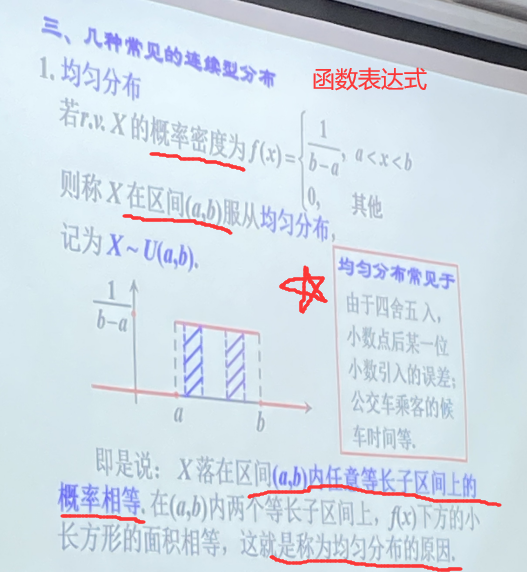 三、几种常见的连续型分布
函数表达式
1. 均匀分布
若r.v. X 的概率密度为 f(x) = { 1/(b-a), a < x < b
0, 其他
则称 X 在区间(a,b)服从均匀分布,
记为 X ~ U(a,b).
均匀分布常见于
由于四舍五入,
小数点后某一位
小数引入的误差;
公交车乘客的候
车时间等.
1/(b-a)
a b
即是说: X 落在区间(a,b)内任意等长子区间上的
概率相等. 在(a,b)内两个等长子区间上, f(x)下方的小
长方形的面积相等, 这就是称为均匀分布的原因.